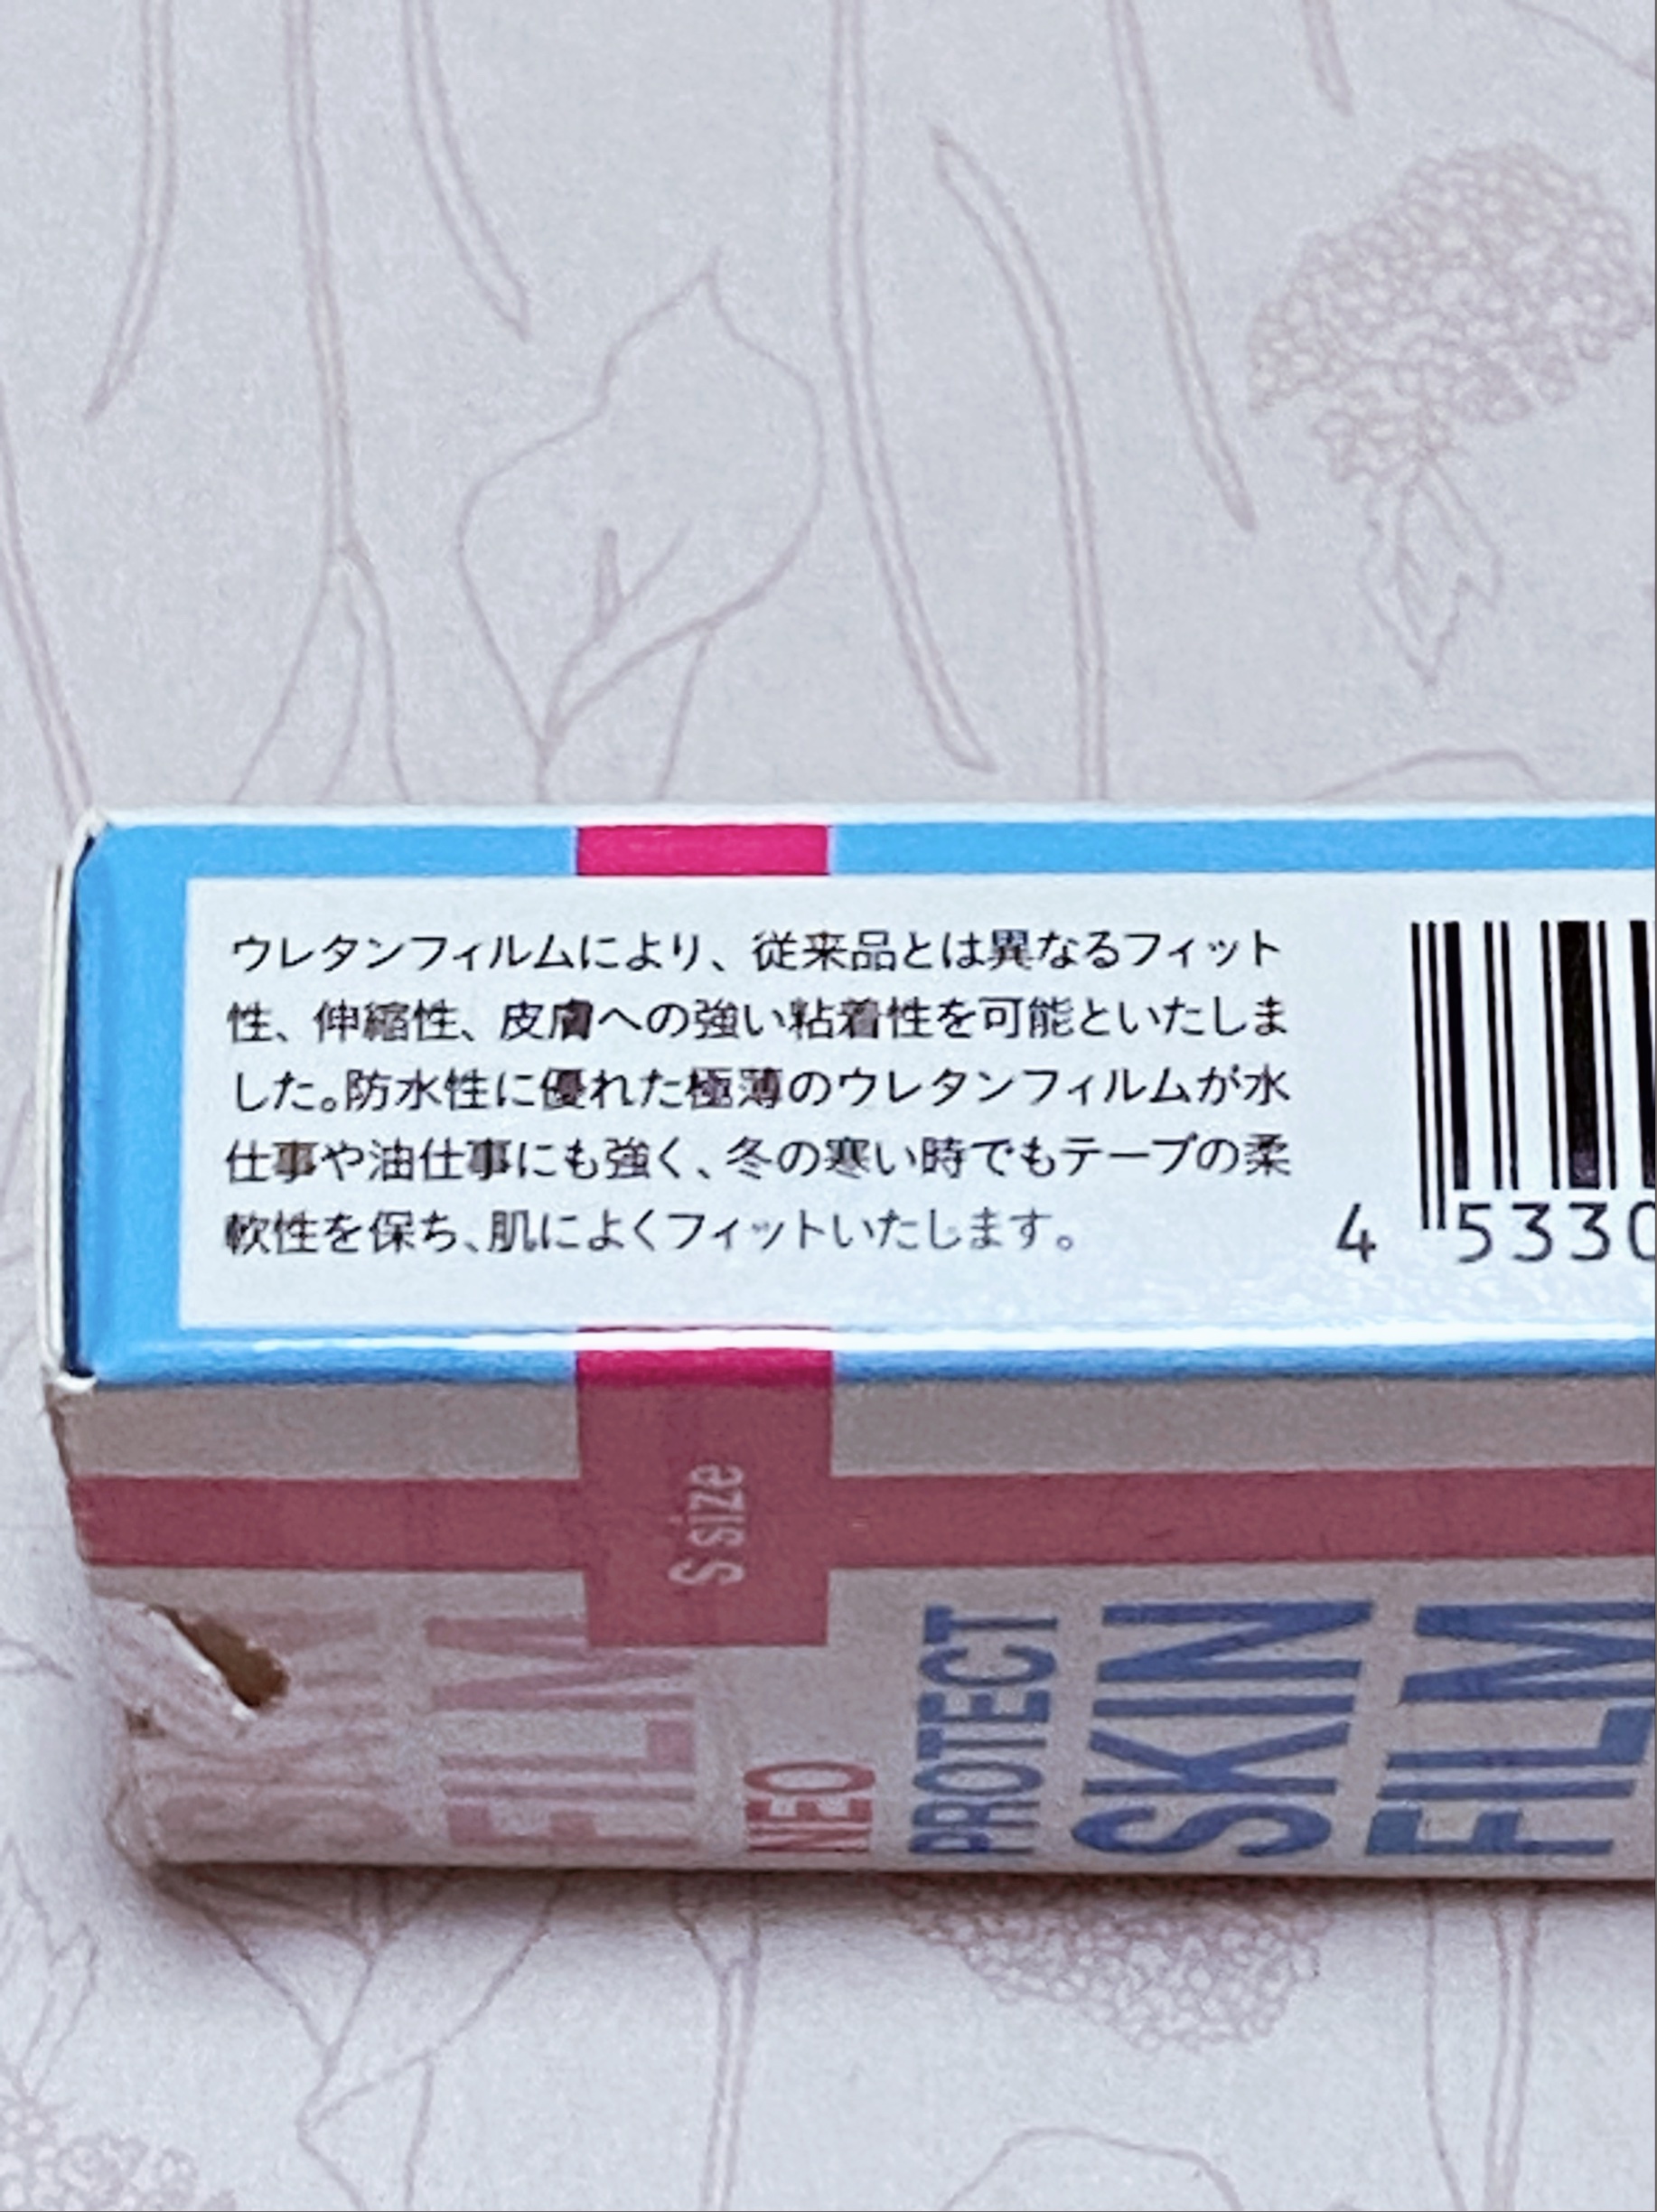 ウレタンフィルムにより、従来品とは異なるフィット
性、伸縮性、皮膚への強い粘着性を可能といたしま
した。防水性に優れた極薄のウレタンフィルムが水
仕事や油仕事にも強く、冬の寒い時でもテープの柔
軟性を保ち、肌によくフィットいたします。
4 5330
S size
FILM
NEO
PROTECT
SKIN
FILM